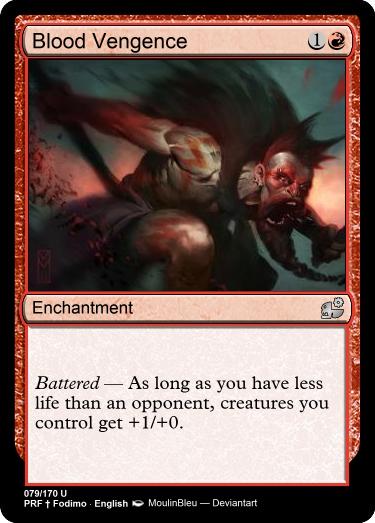 Blood Vengence 1
Enchantment
Battered — As long as you have less
life than an opponent, creatures you
control get +1/+0.
079/170 U
PRF † Fodimo · English MoulinBleu — Deviantart